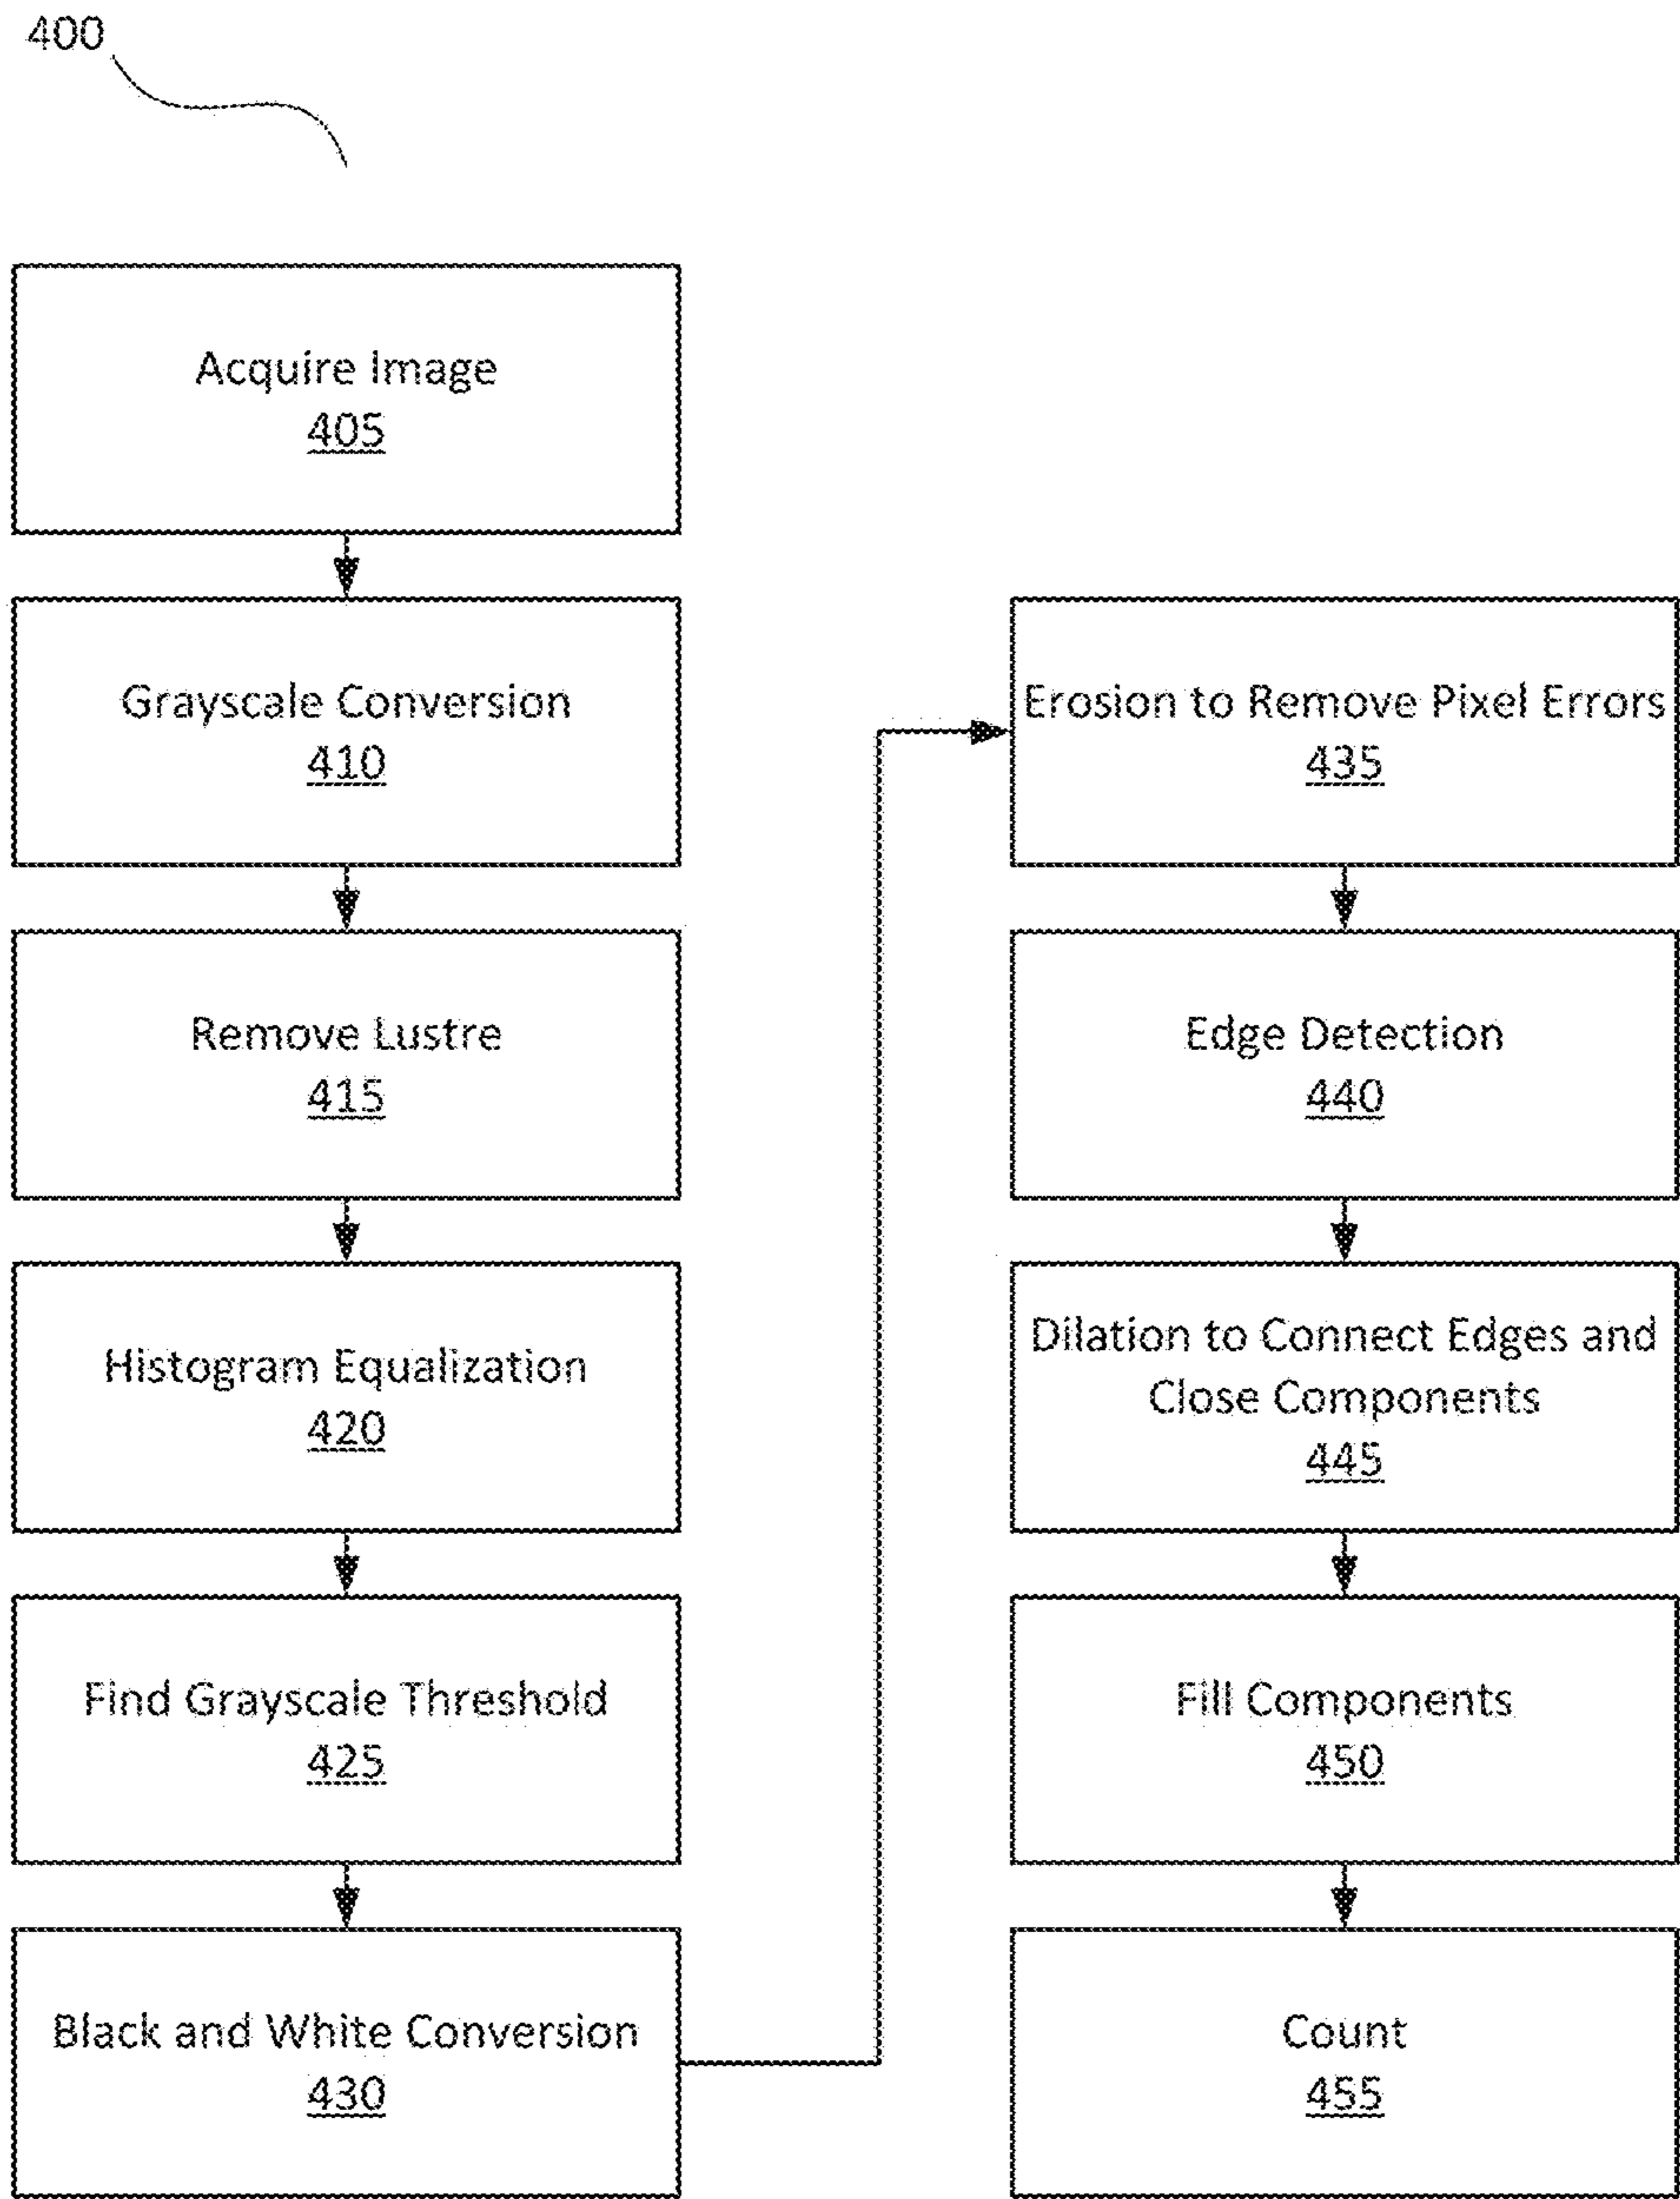 400
Acquire Image
405
Grayscale Conversion
410
Remove Lustre
415
Histogram Equalization
420
Find Grayscale Threshold
425
Black and White Conversion
430
Erosion to Remove Pixel Errors
435
Edge Detection
440
Dilation to Connect Edges and
Close Components
445
Fill Components
450
Count
455